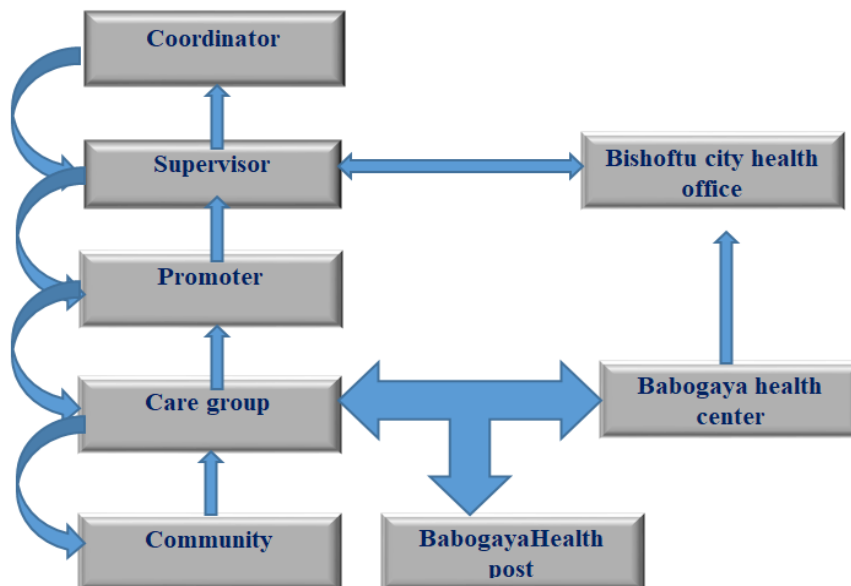 Coordinator
Supervisor
Bishoftu city health
office
Promoter
Care group
Babogaya health
center
Community
BabogayaHealth
post